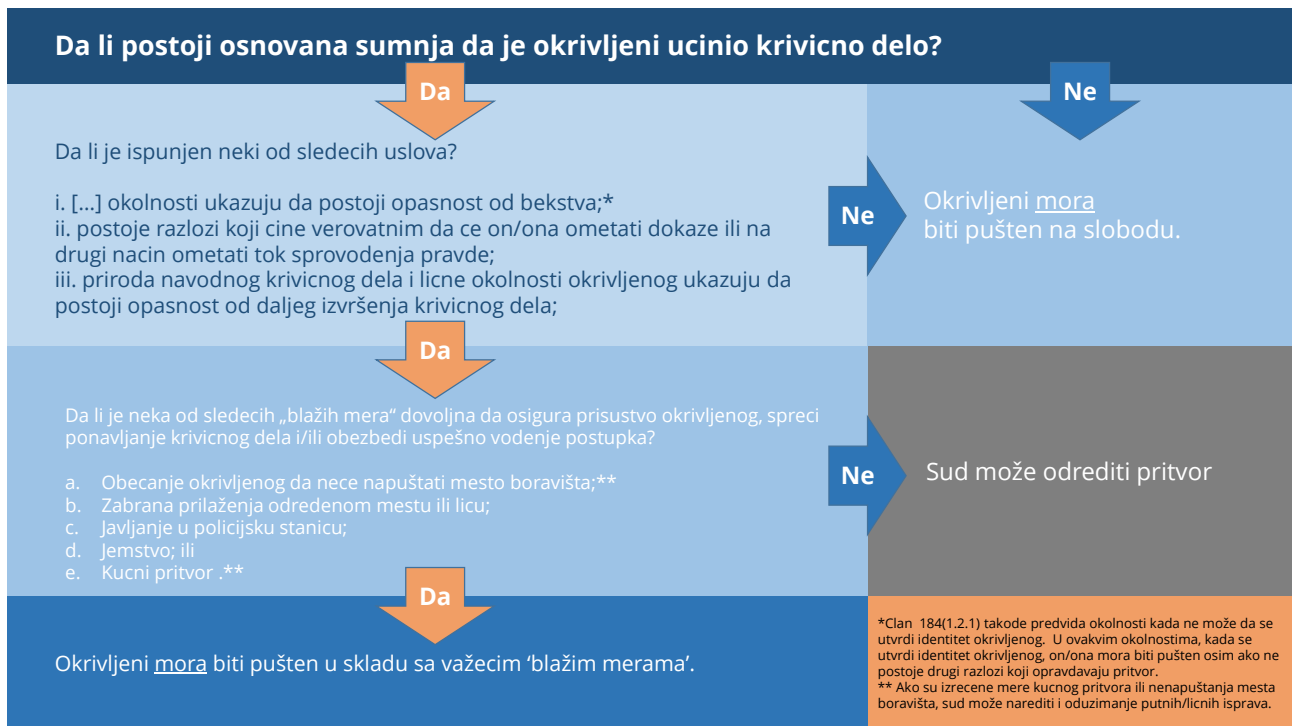 Da li postoji osnovana sumnja da je okrivljeni ucinio krivicno delo?
Da
Ne
Da li je ispunjen neki od sledecih uslova?
i. [...] okolnosti ukazuju da postoji opasnost od bekstva;*
ii. postoje razlozi koji cine verovatnim da ce on/ona ometati dokaze ili na
drugi nacin ometati tok sprovodenja pravde;
iii. priroda navodnog krivicnog dela i licne okolnosti okrivljenog ukazuju da
postoji opasnost od daljeg izvršenja krivicnog dela;
Ne
Okrivljeni mora
biti pušten na slobodu.
Da
Da li je neka od sledecih „blažih mera“ dovoljna da osigura prisustvo okrivljenog, spreci
ponavljanje krivicnog dela i/ili obezbedi uspešno vodenje postupka?
a. Obecanje okrivljenog da nece napuštati mesto boravišta;**
b. Zabrana prilaženja odredenom mestu ili licu;
c. Javljanje u policijsku stanicu;
d. Jemstvo; ili
e. Kucni pritvor .**
Ne
Sud može odrediti pritvor
Da
Okrivljeni mora biti pušten u skladu sa važecim ‘blažim merama’.
*Clan 184(1.2.1) takode predvida okolnosti kada ne može da se
utvrdi identitet okrivljenog. U ovakvim okolnostima, kada se
utvrdi identitet okrivljenog, on/ona mora biti pušten osim ako ne
postoje drugi razlozi koji opravdavaju pritvor.
** Ako su izrecene mere kucnog pritvora ili nenapuštanja mesta
boravišta, sud može narediti i oduzimanje putnih/licnih isprava.